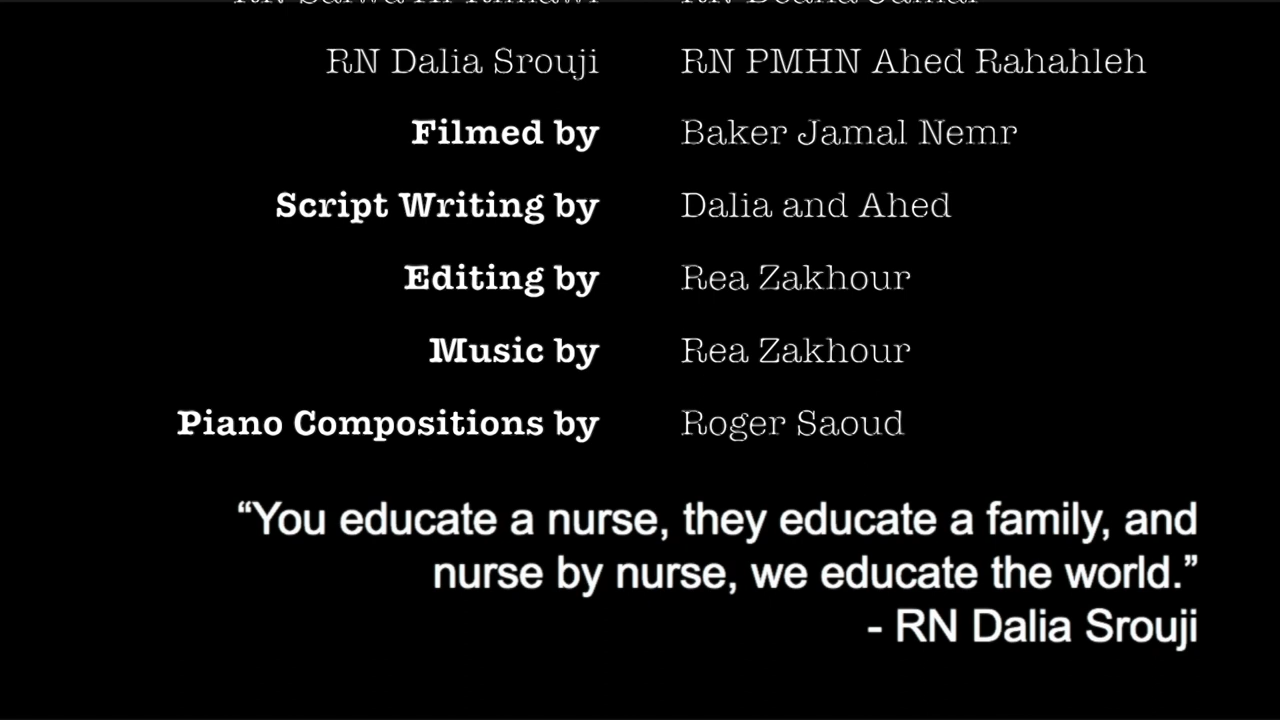 RN Dalia Srouji RN PMHN Ahed Rahahleh
Filmed by Baker Jamal Nemr
Script Writing by Dalia and Ahed
Editing by Rea Zakhour
Music by Rea Zakhour
Piano Compositions by Roger Saoud
“You educate a nurse, they educate a family, and
nurse by nurse, we educate the world.”
- RN Dalia Srouji